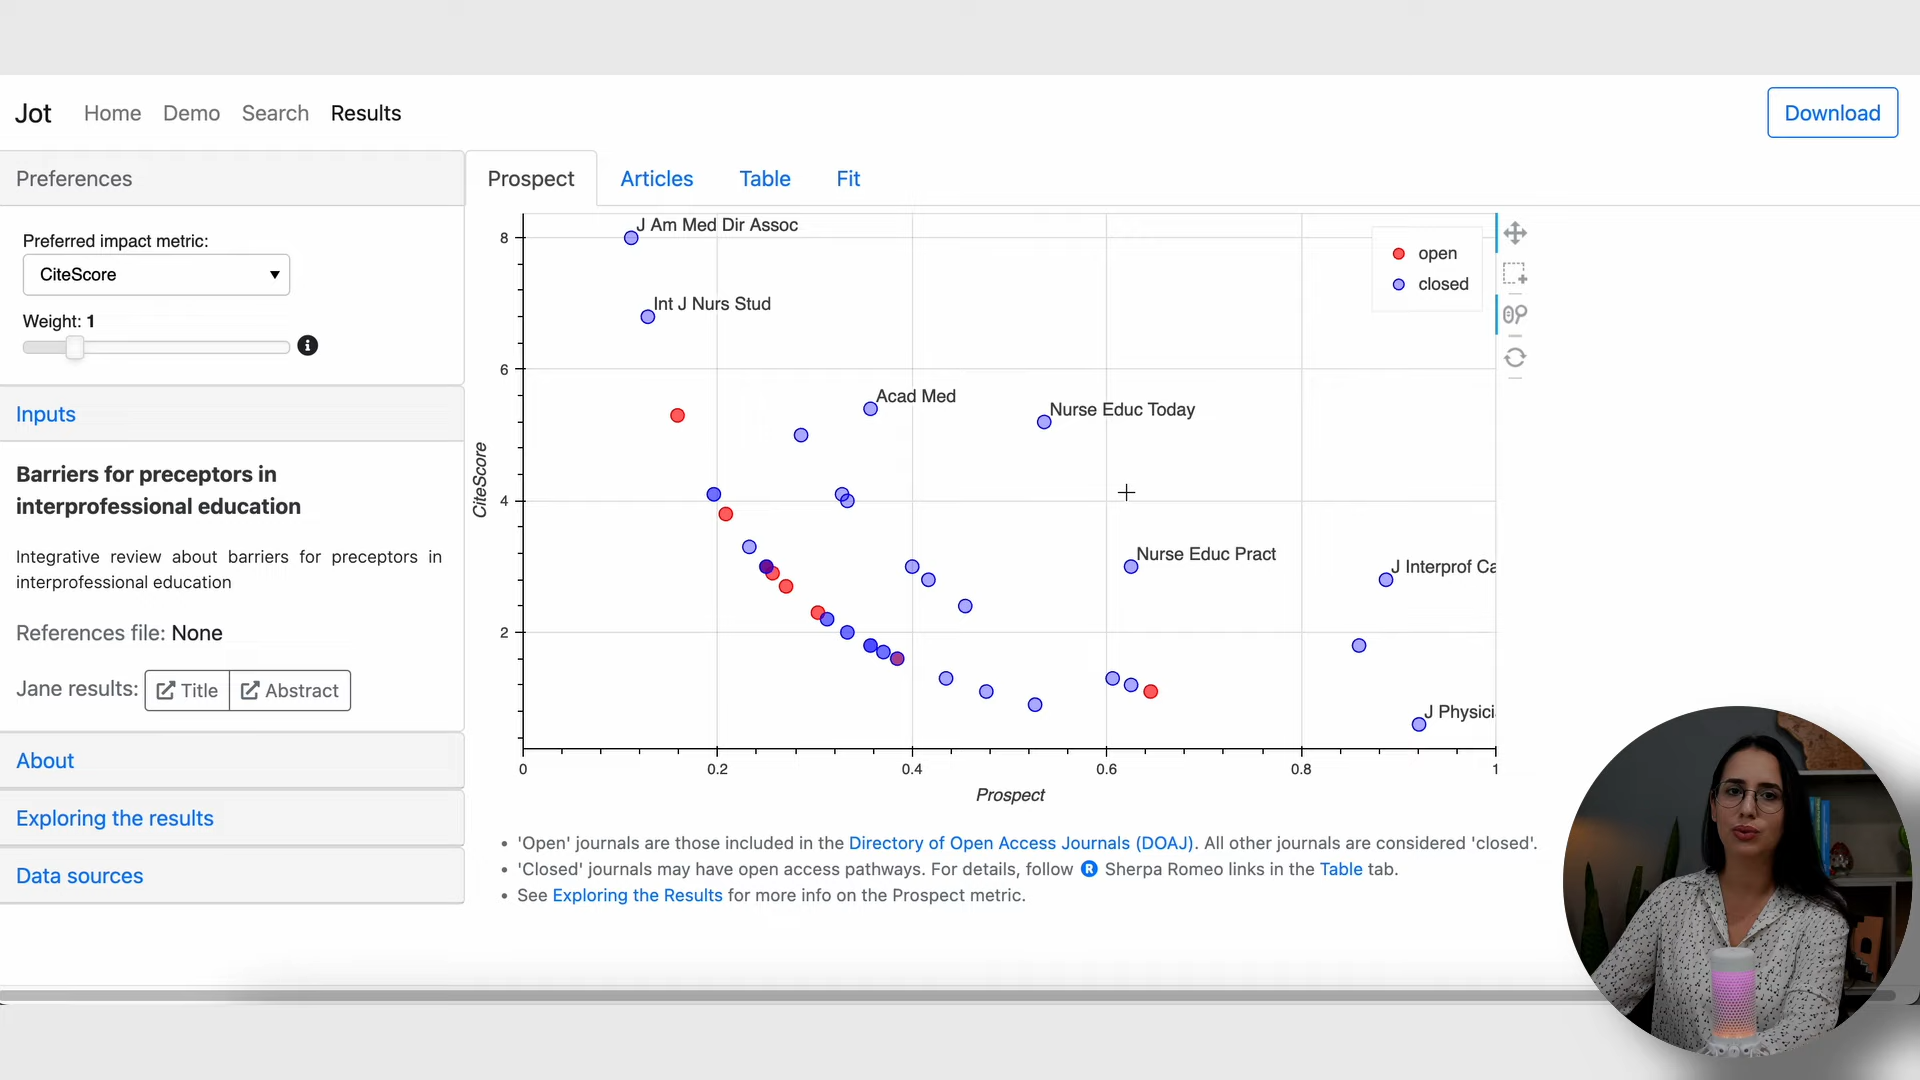 Jot Home Demo Search Results Download
Preferences
Preferred impact metric:
CiteScore
Weight: 1
Inputs
Barriers for preceptors in
interprofessional education
Integrative review about barriers for preceptors in
interprofessional education
References file: None
Jane results: Title Abstract
About
Exploring the results
Data sources
Prospect Articles Table Fit
J Am Med Dir Assoc
Int J Nurs Stud
Acad Med
Nurse Educ Today
Nurse Educ Pract
J Interprof Ca
J Physici
open
closed
CiteScore
8
6
4
2
0 0.2 0.4 0.6 0.8 1
Prospect
• 'Open' journals are those included in the Directory of Open Access Journals (DOAJ). All other journals are considered 'closed'.
• 'Closed' journals may have open access pathways. For details, follow R Sherpa Romeo links in the Table tab.
• See Exploring the Results for more info on the Prospect metric.